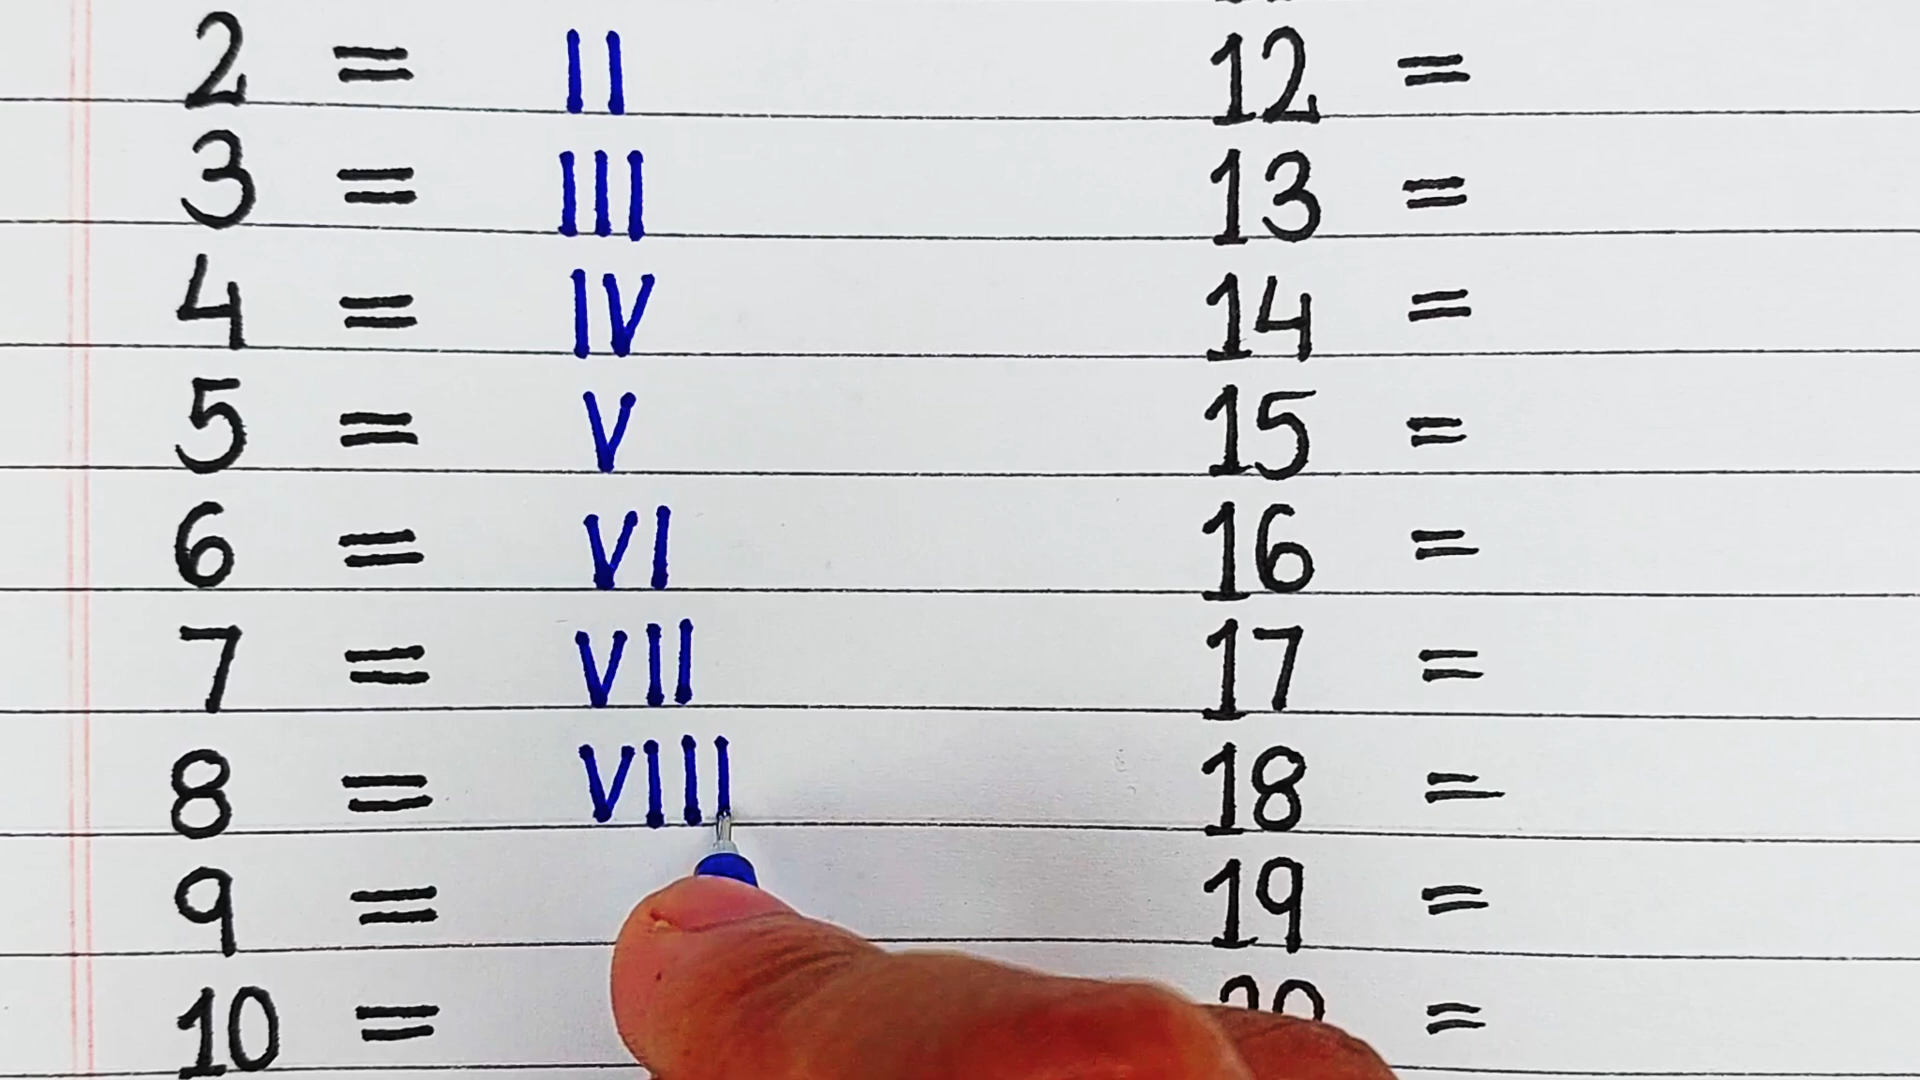 2 = II
3 = III
4 = IV
5 = V
6 = VI
7 = VII
8 = VIII
9 =
10 =
12 =
13 =
14 =
15 =
16 =
17 =
18 =
19 =
20 =